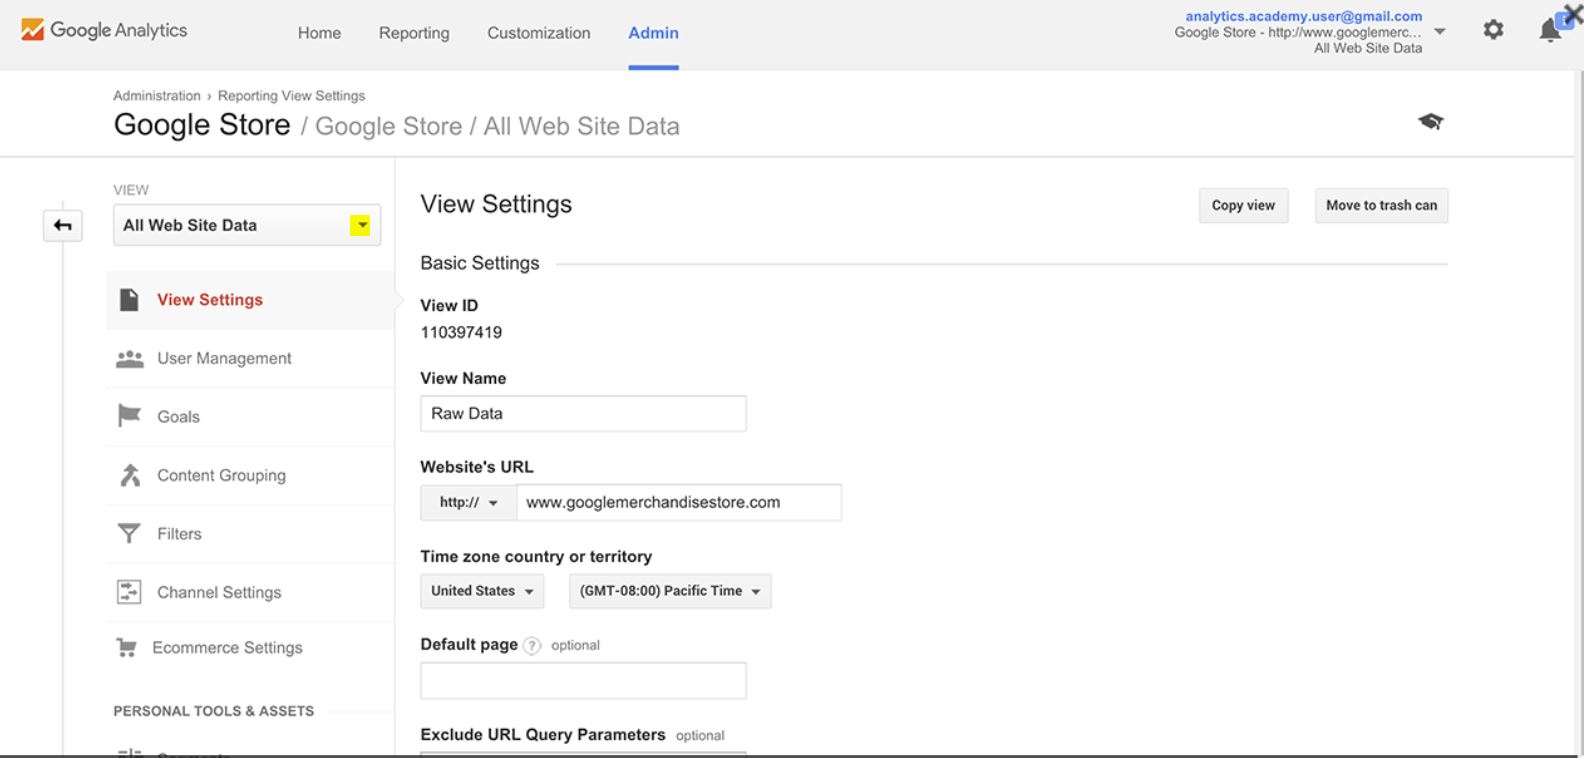 Google Analytics
Home
Reporting
Customization
Admin
analytics.academy.user@gmail.com
Google Store - http://www.googlemerc...
All Web Site Data
Administration › Reporting View Settings
Google Store / Google Store / All Web Site Data
VIEW
All Web Site Data
View Settings
User Management
Goals
Content Grouping
Filters
Channel Settings
Ecommerce Settings
PERSONAL TOOLS & ASSETS
View Settings
Copy view
Move to trash can
Basic Settings
View ID
110397419
View Name
Raw Data
Website's URL
http://
www.googlemerchandisestore.com
Time zone country or territory
United States
(GMT-08:00) Pacific Time
Default page ? optional
Exclude URL Query Parameters optional